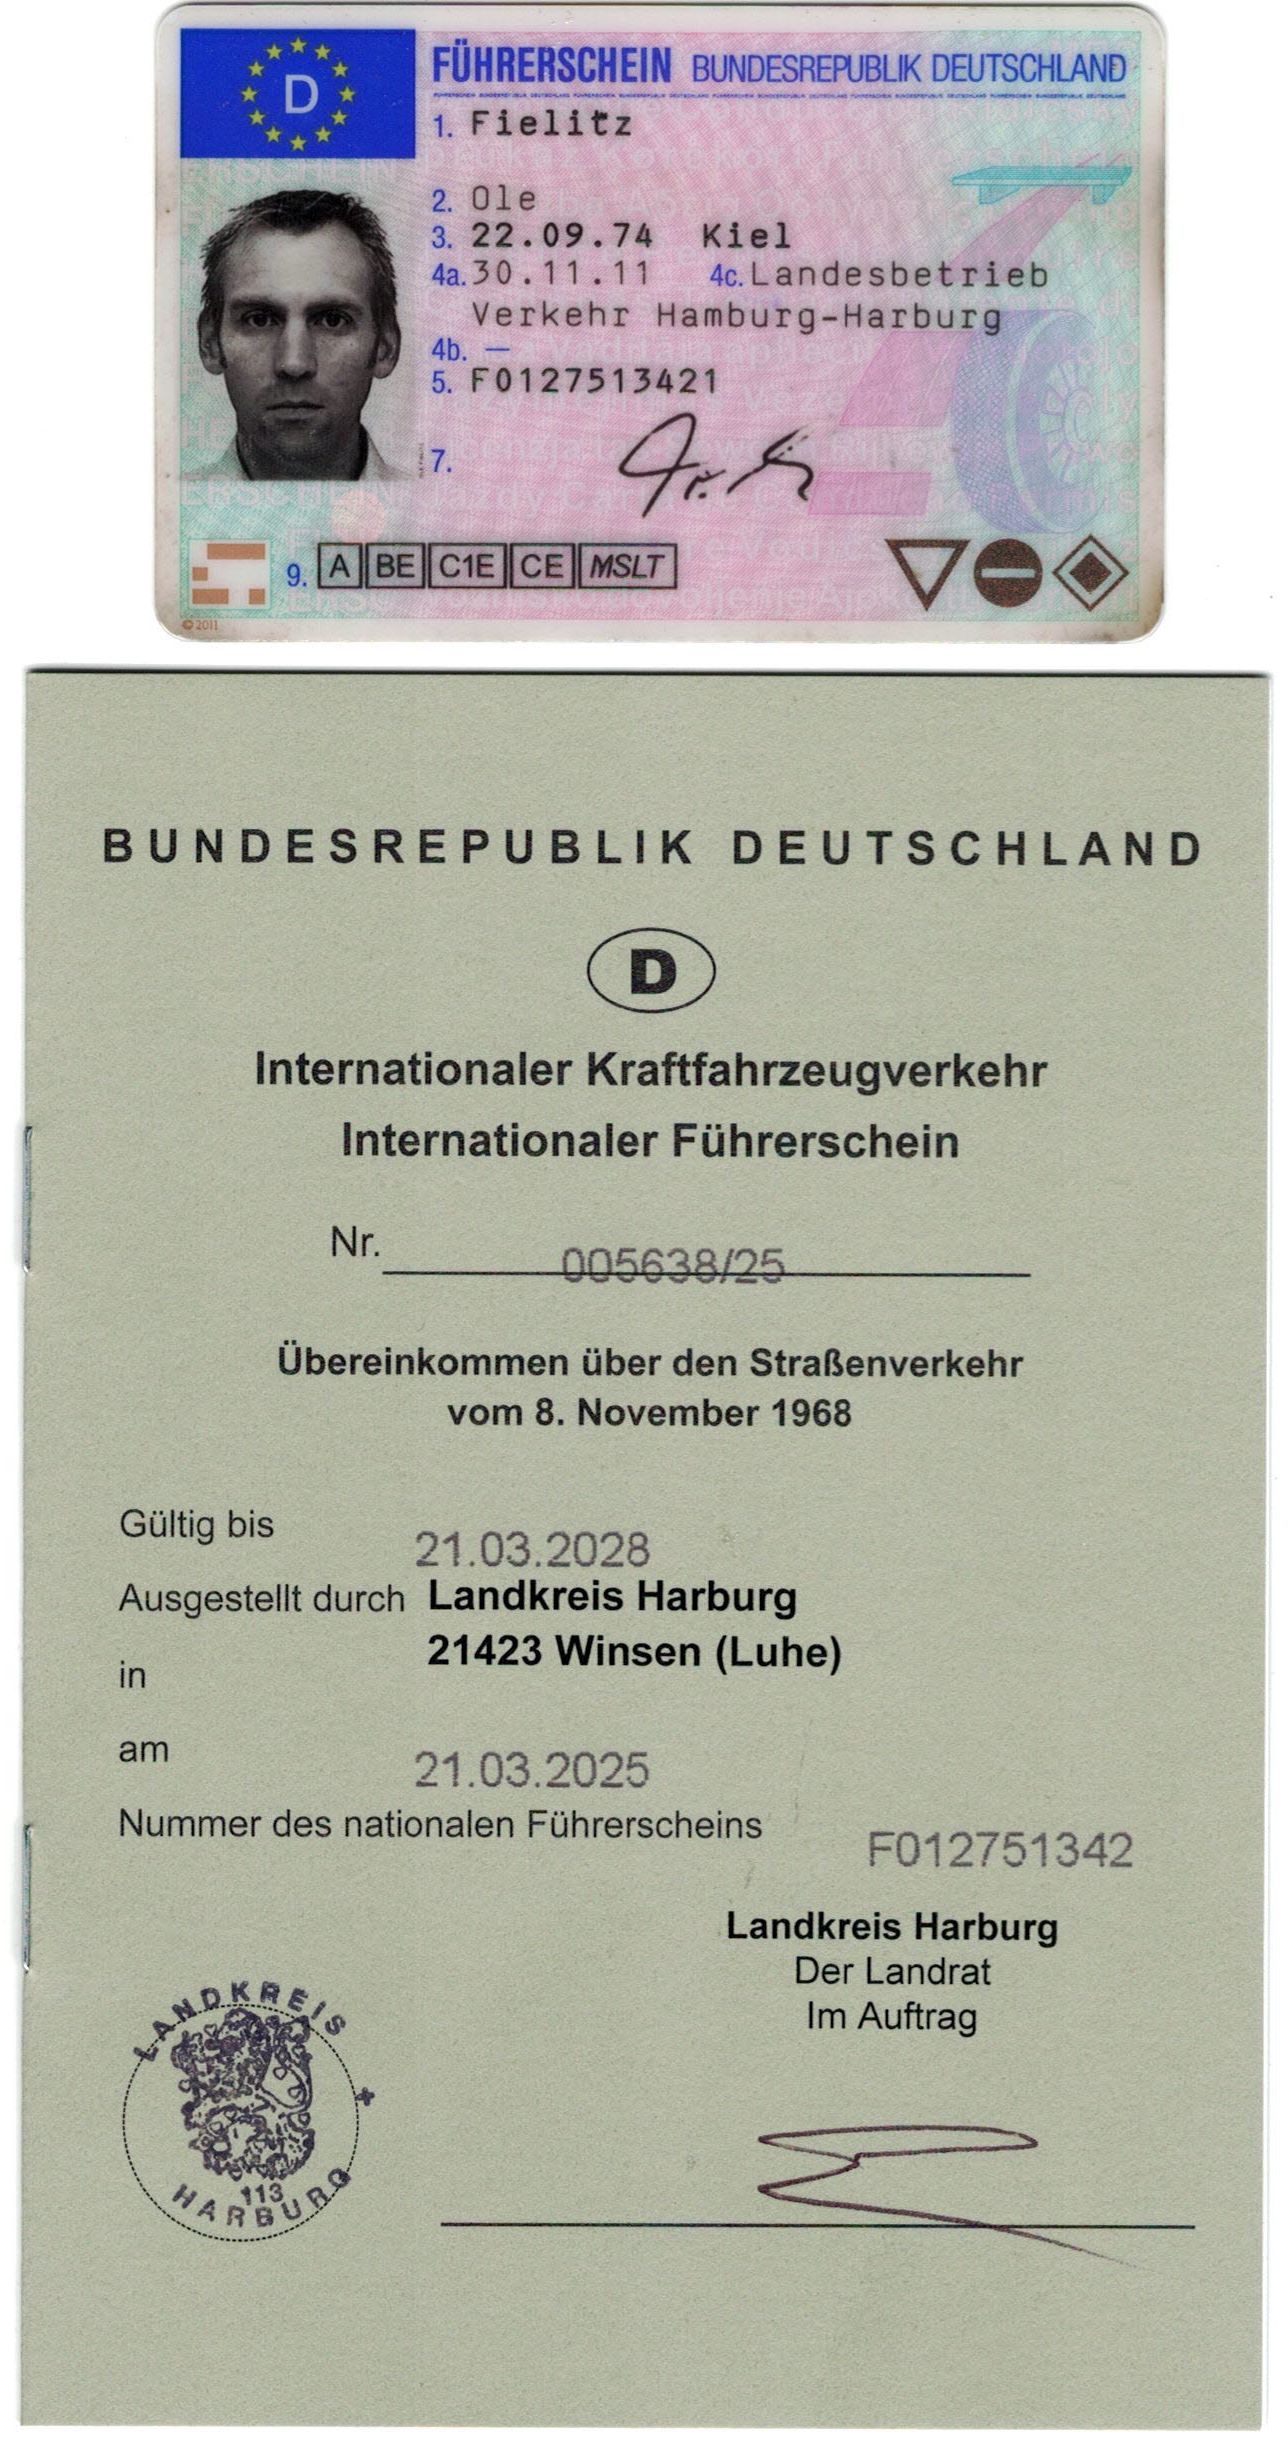 D
FÜHRERSCHEIN BUNDESREPUBLIK DEUTSCHLAND
1. Fielitz
2. Ole
3. 22.09.74 Kiel
4a. 30.11.11 4c. Landesbetrieb
Verkehr Hamburg-Harburg
4b. —
5. F0127513421
7.
9. A BE C1E CE MSLT
© 2011
BUNDESREPUBLIK DEUTSCHLAND
D
Internationaler Kraftfahrzeugverkehr
Internationaler Führerschein
Nr. 005638/25
Übereinkommen über den Straßenverkehr
vom 8. November 1968
Gültig bis 21.03.2028
Ausgestellt durch Landkreis Harburg
21423 Winsen (Luhe)
in
am 21.03.2025
Nummer des nationalen Führerscheins F012751342
Landkreis Harburg
Der Landrat
Im Auftrag
LANDKREIS
113
HARBURG